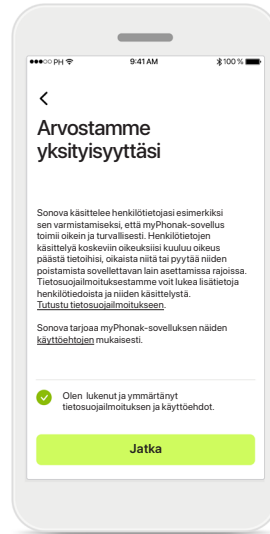 ●●●○○ PH 9:41 AM 100 %
Arvostamme
yksityisyyttäsi
Sonova käsittelee henkilötietojasi esimerkiksi
sen varmistamiseksi, että myPhonak-sovellus
toimii oikein ja turvallisesti. Henkilötietojen
käsittelyä koskeviin oikeuksiisi kuuluu oikeus
päästä tietoihisi, oikaista niitä tai pyytää niiden
poistamista sovellettavan lain asettamissa rajoissa.
Tietosuojailmoituksestamme voit lukea lisätietoja
henkilötiedoista ja niiden käsittelystä.
Tutustu tietosuojailmoitukseen.
Sonova tarjoaa myPhonak-sovelluksen näiden
käyttöehtojen mukaisesti.
Olen lukenut ja ymmärtänyt
tietosuojailmoituksen ja käyttöehdot.
Jatka